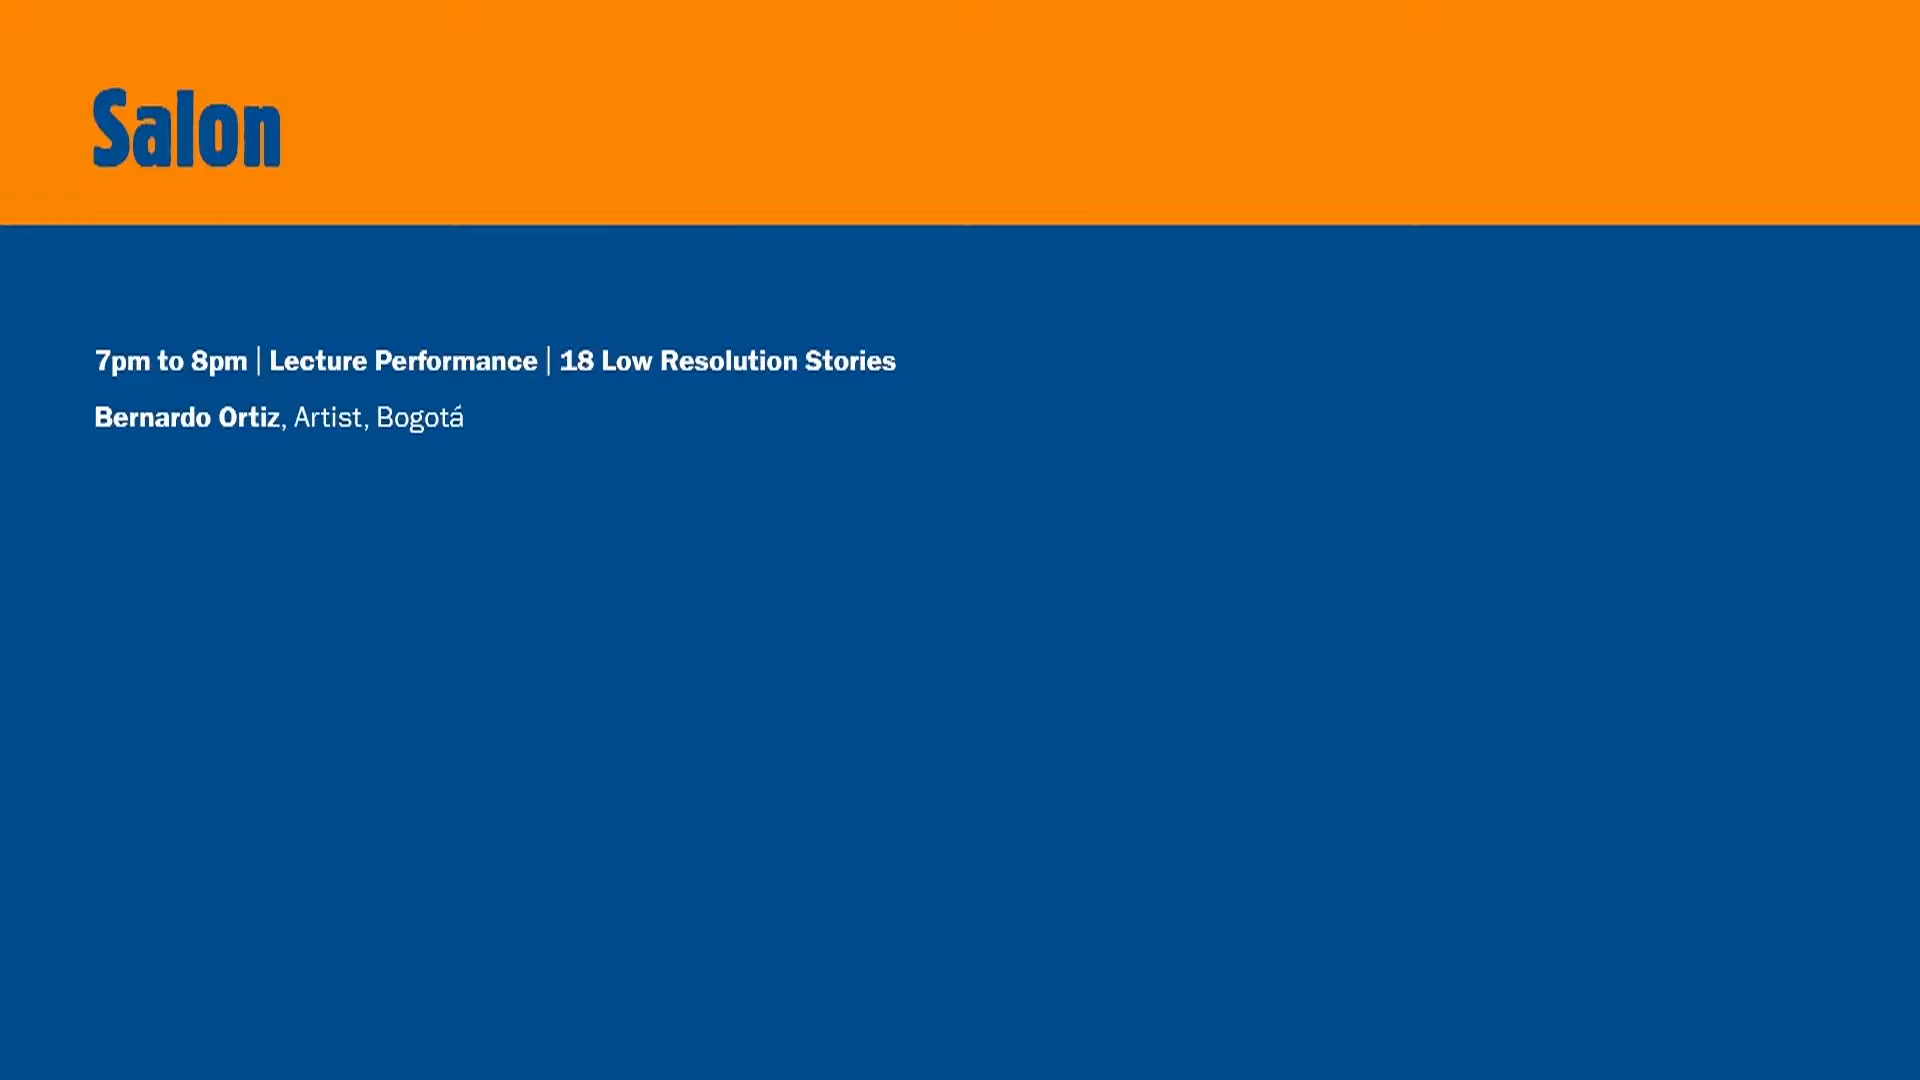 Salon
7pm to 8pm | Lecture Performance | 18 Low Resolution Stories
Bernardo Ortiz, Artist, Bogotá